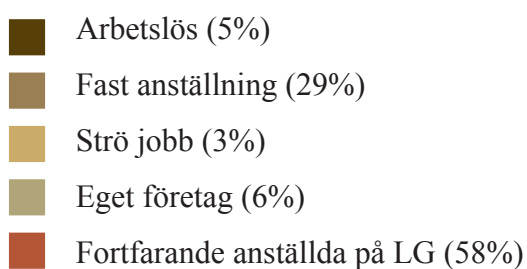 Arbetslös (5%)
Fast anställning (29%)
Strö jobb (3%)
Eget företag (6%)
Fortfarande anställda på LG (58%)